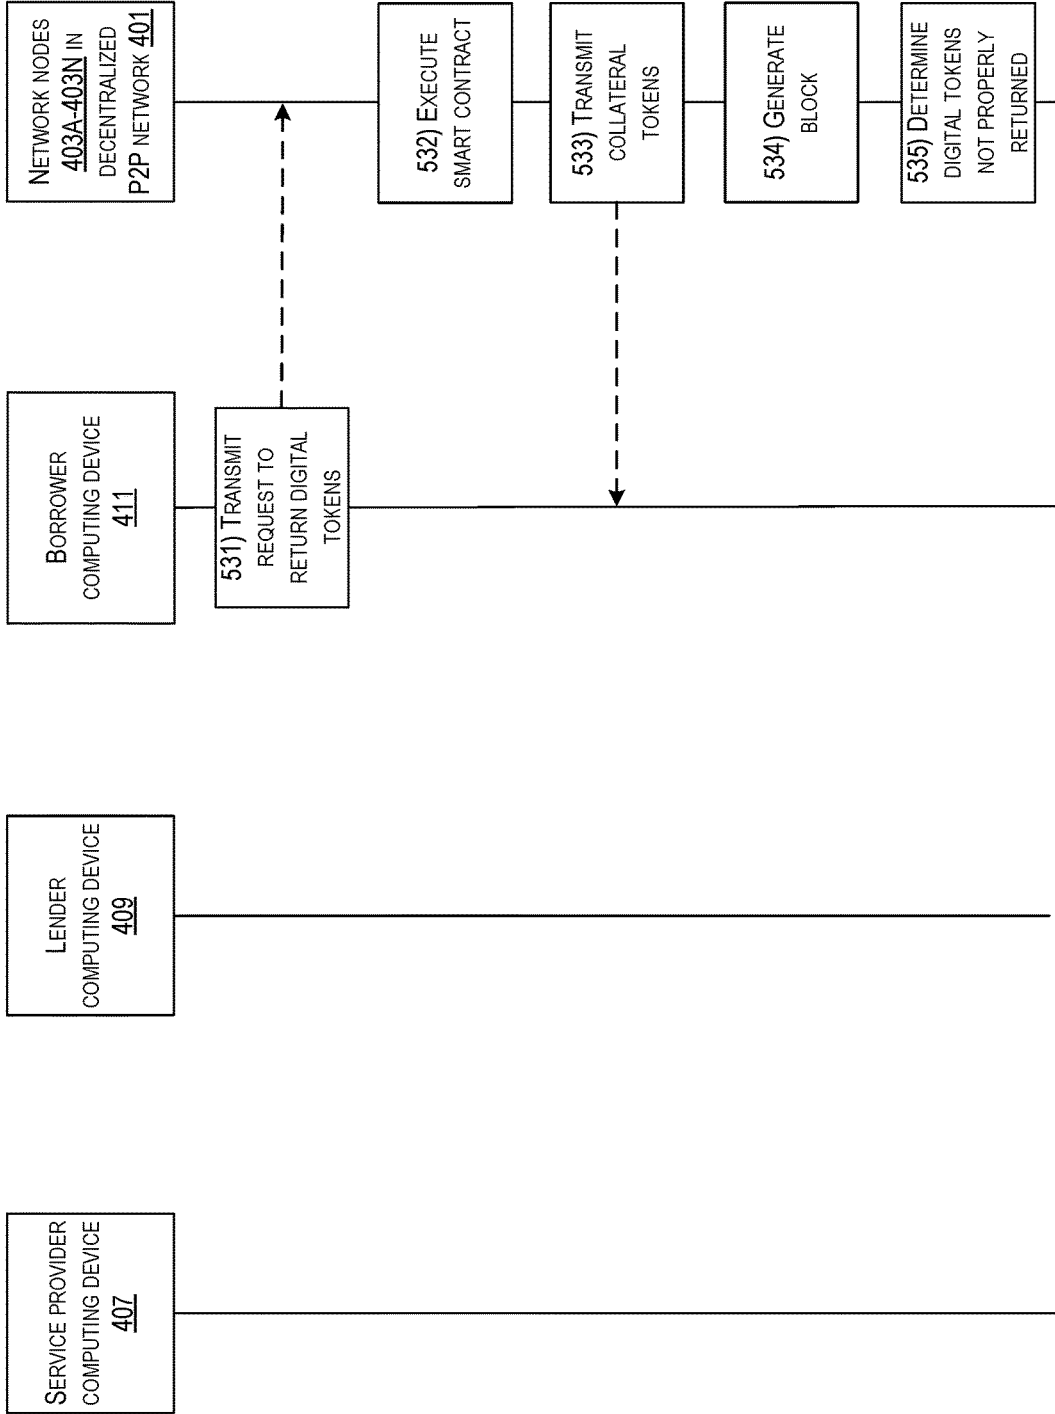 SERVICE PROVIDER
COMPUTING DEVICE
407
LENDER
COMPUTING DEVICE
409
BORROWER
COMPUTING DEVICE
411
NETWORK NODES
403A-403N IN
DECENTRALIZED
P2P NETWORK 401
531) TRANSMIT
REQUEST TO
RETURN DIGITAL
TOKENS
532) EXECUTE
SMART CONTRACT
533) TRANSMIT
COLLATERAL
TOKENS
534) GENERATE
BLOCK
535) DETERMINE
DIGITAL TOKENS
NOT PROPERLY
RETURNED